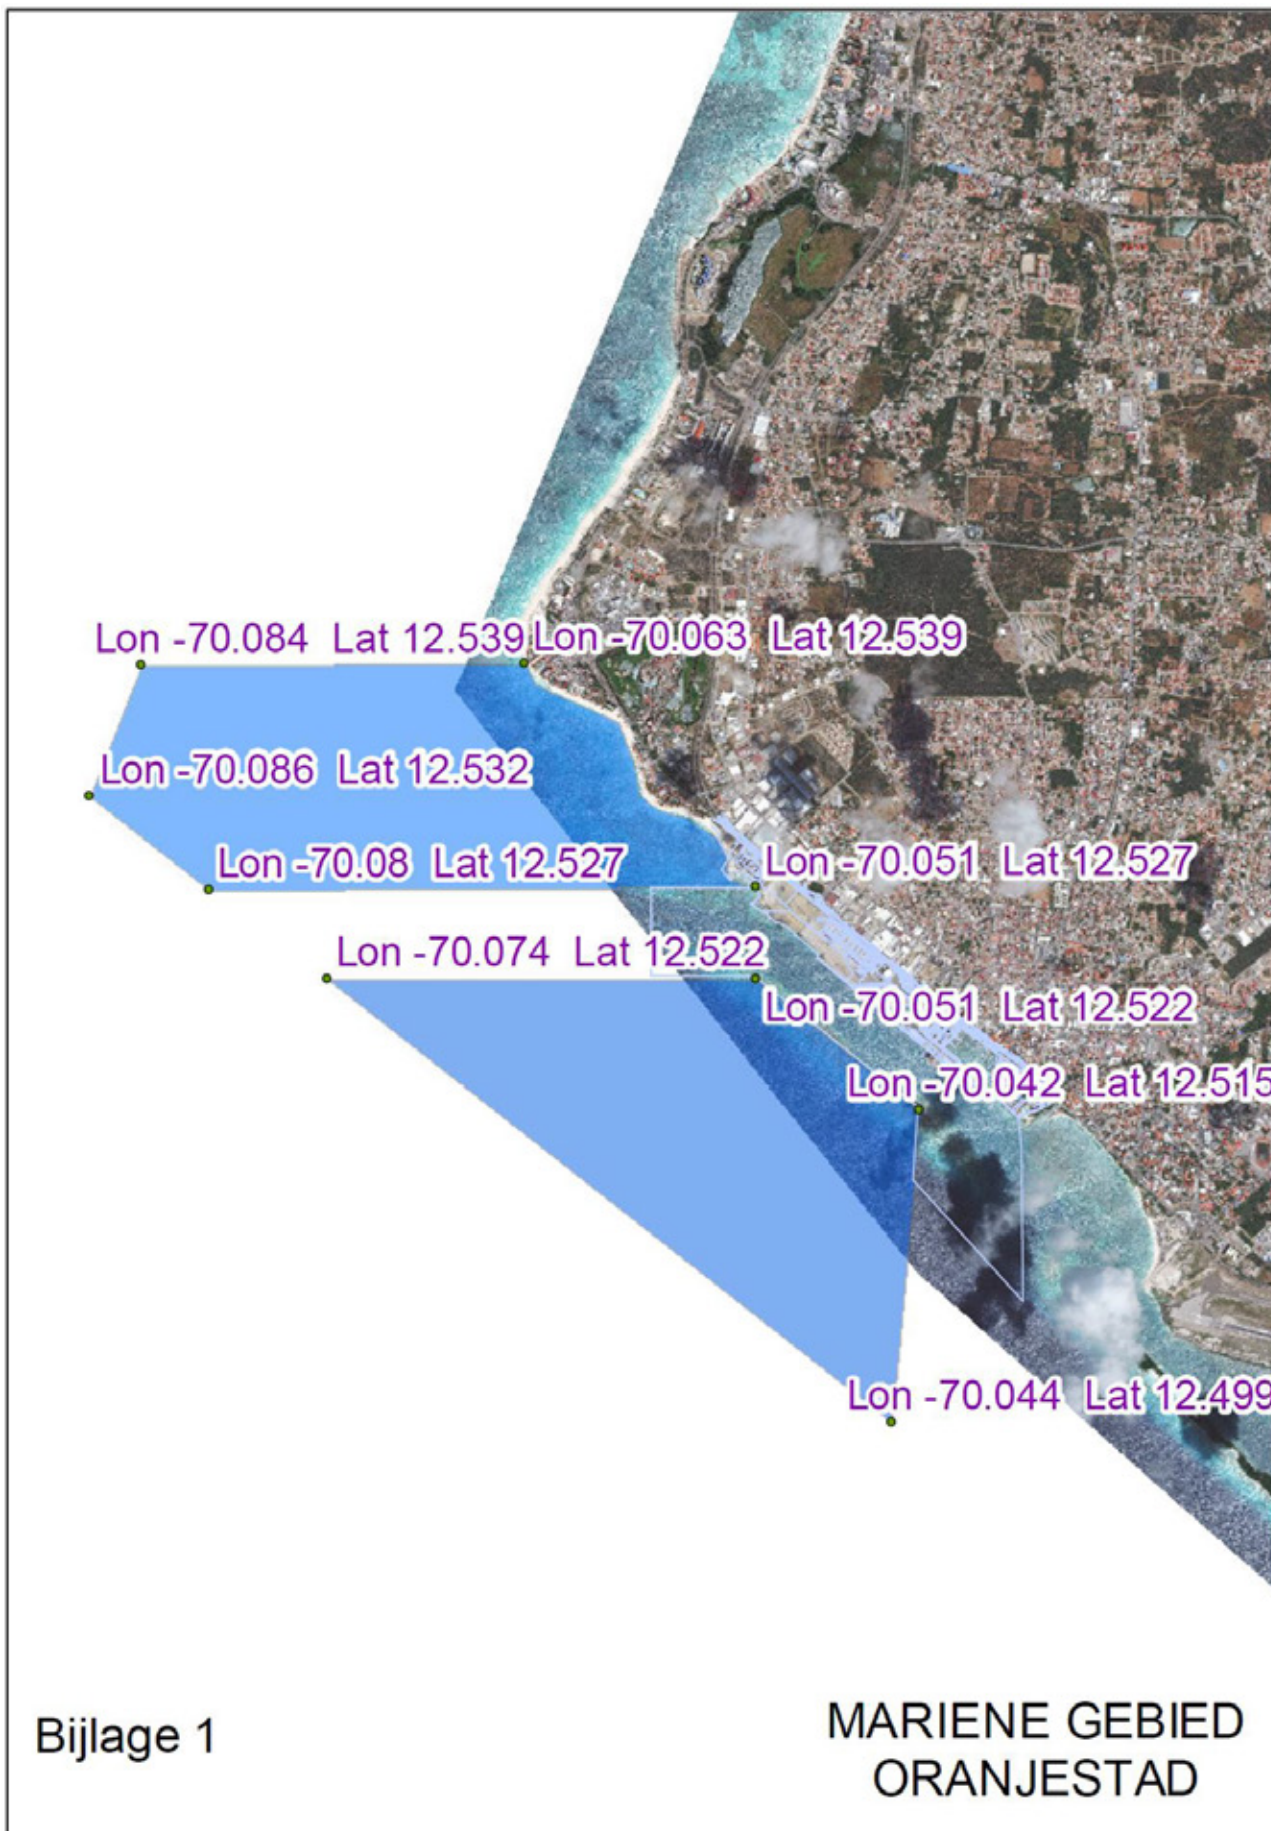 Lon -70.084 Lat 12.539
Lon -70.063 Lat 12.539
Lon -70.086 Lat 12.532
Lon -70.08 Lat 12.527
Lon -70.051 Lat 12.527
Lon -70.074 Lat 12.522
Lon -70.051 Lat 12.522
Lon -70.042 Lat 12.515
Lon -70.044 Lat 12.499
Bijlage 1
MARIENE GEBIED
ORANJESTAD